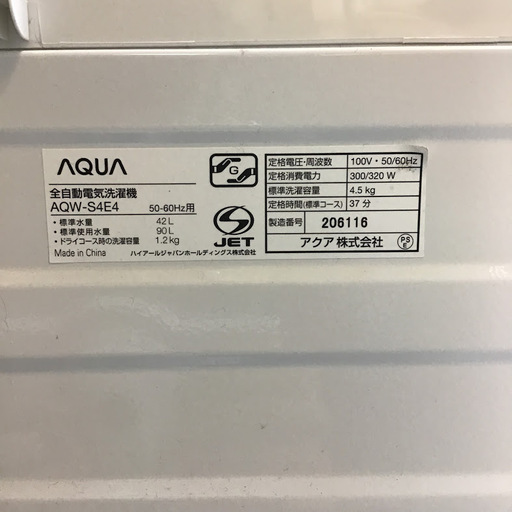 AQUA
全自動電気洗濯機
AQW-S4E4 50-60Hz用
・標準水量 42L
・標準使用水量 90L
・ドライコース時の洗濯容量 1.2kg
Made in China ハイアールジャパンホールディングス株式会社
G
S
JET
定格電圧・周波数 100V・50/60Hz
定格消費電力 300/320 W
標準洗濯容量 4.5 kg
定格時間(標準コース) 37 分
製造番号 206116
アクア 株式会社
PS
E